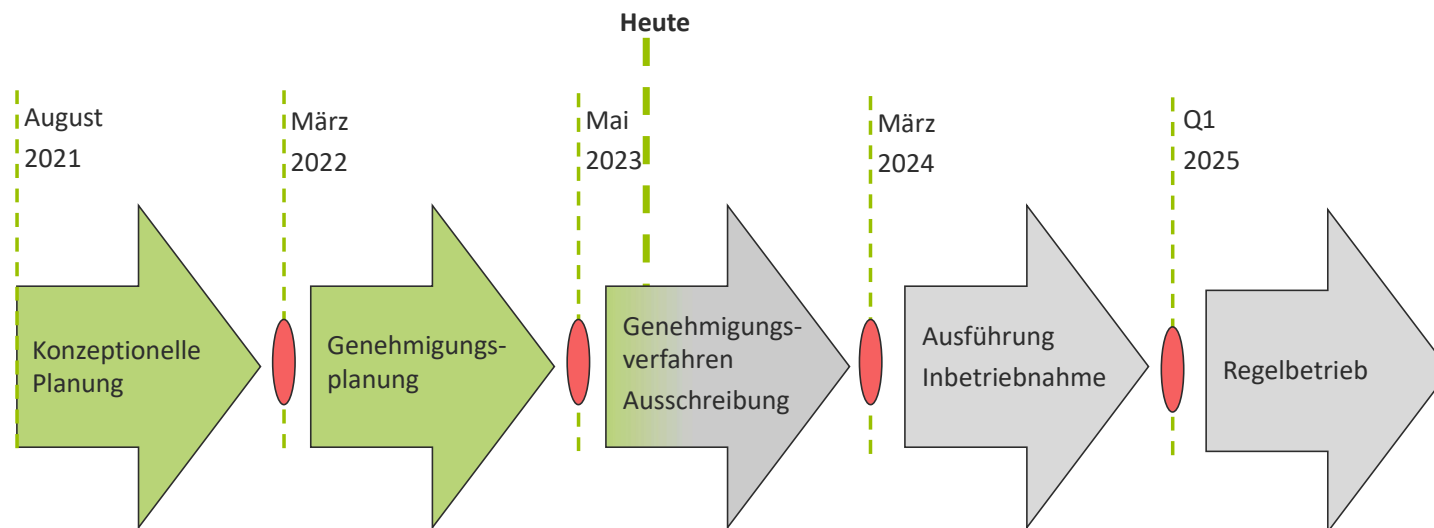 Heute
August
2021
März
2022
Mai
2023
März
2024
Q1
2025
Konzeptionelle
Planung
Genehmigungs-
planung
Genehmigungs-
verfahren
Ausschreibung
Ausführung
Inbetriebnahme
Regelbetrieb